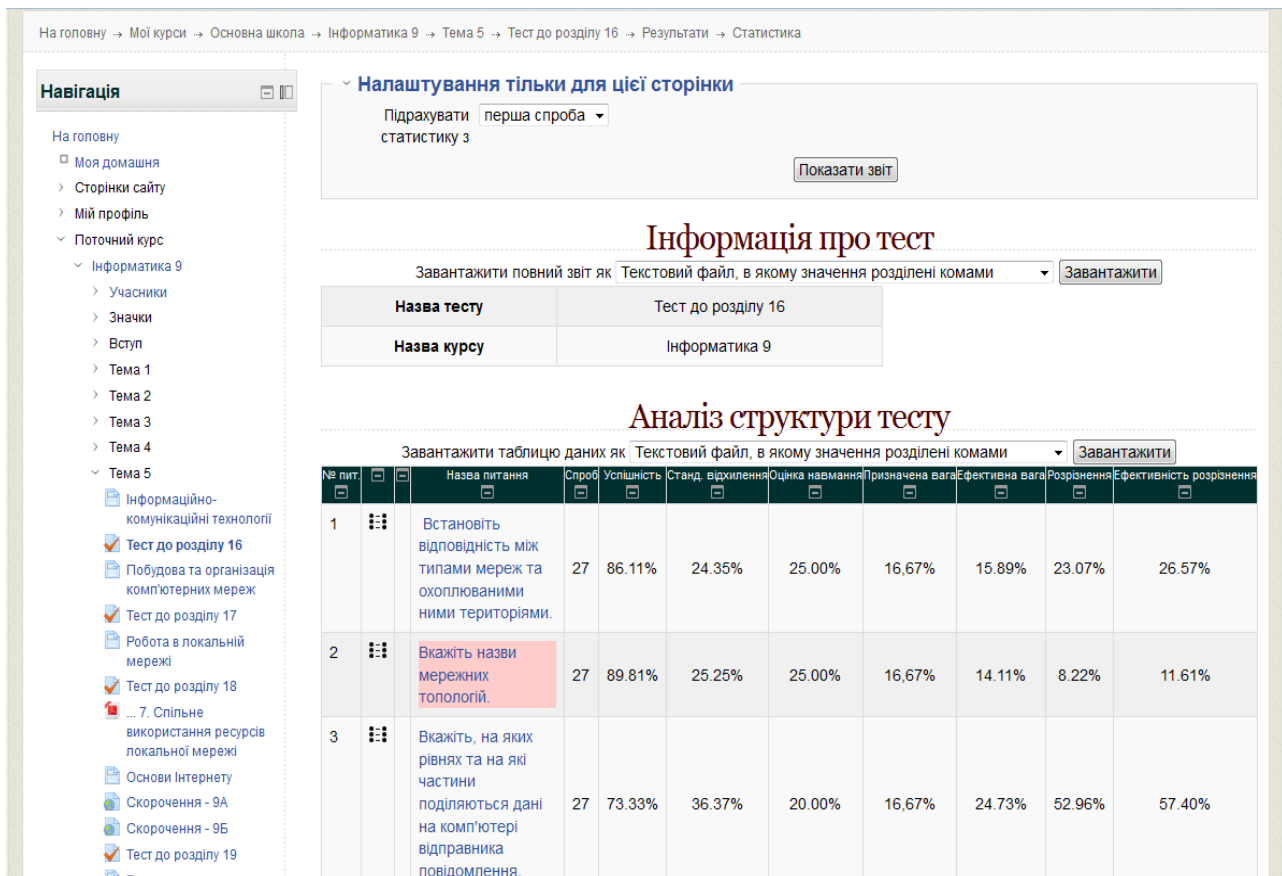 На головну → Мої курси → Основна школа → Інформатика 9 → Тема 5 → Тест до розділу 16 → Результати → Статистика
Навігація
На головну
Моя домашня
Сторінки сайту
Мій профіль
Поточний курс
Інформатика 9
Учасники
Значки
Вступ
Тема 1
Тема 2
Тема 3
Тема 4
Тема 5
Інформаційно-
комунікаційні технології
Тест до розділу 16
Побудова та організація
комп'ютерних мереж
Тест до розділу 17
Робота в локальній
мережі
Тест до розділу 18
... 7. Спільне
використання ресурсів
локальної мережі
Основи Інтернету
Скорочення - 9А
Скорочення - 9Б
Тест до розділу 19
Налаштування тільки для цієї сторінки
Підрахувати перша спроба
статистику з
Показати звіт
Інформація про тест
Завантажити повний звіт як Текстовий файл, в якому значення розділені комами Завантажити
Назва тесту Тест до розділу 16
Назва курсу Інформатика 9
Аналіз структури тесту
Завантажити таблицю даних як Текстовий файл, в якому значення розділені комами Завантажити
№ пит. Назва питання Спроб Успішність Станд. відхилення Оцінка навмання Призначена вага Ефективна вага Розрізнення Ефективність розрізнення
1 Встановіть
відповідність між
типами мереж та 27 86.11% 24.35% 25.00% 16,67% 15.89% 23.07% 26.57%
охоплюваними
ними територіями.
2 Вкажіть назви
мережних 27 89.81% 25.25% 25.00% 16,67% 14.11% 8.22% 11.61%
топологій.
3 Вкажіть, на яких
рівнях та на які
частини
поділяються дані 27 73.33% 36.37% 20.00% 16,67% 24.73% 52.96% 57.40%
на комп'ютері
відправника
повідомлення.